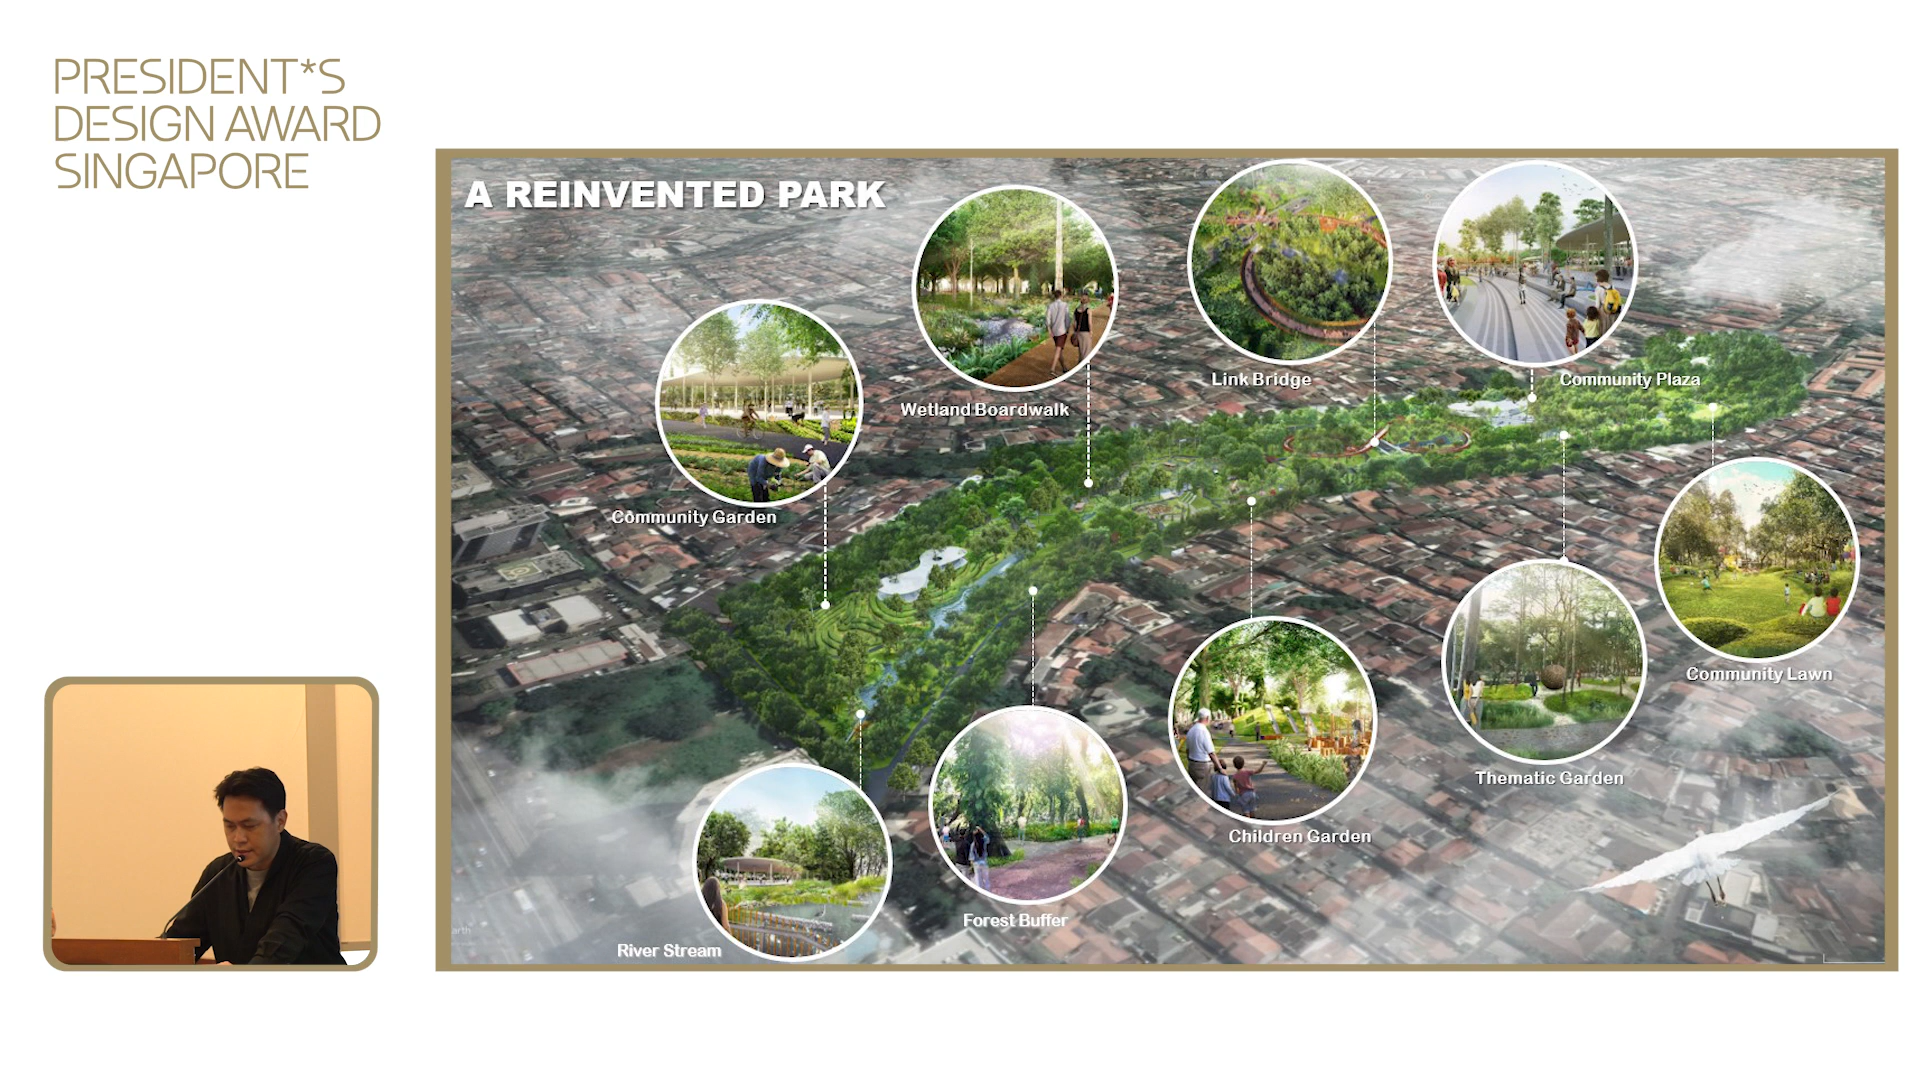 PRESIDENT*S
DESIGN AWARD
SINGAPORE
A REINVENTED PARK
Link Bridge
Community Plaza
Wetland Boardwalk
Community Garden
Community Lawn
Thematic Garden
Children Garden
Forest Buffer
River Stream
arth